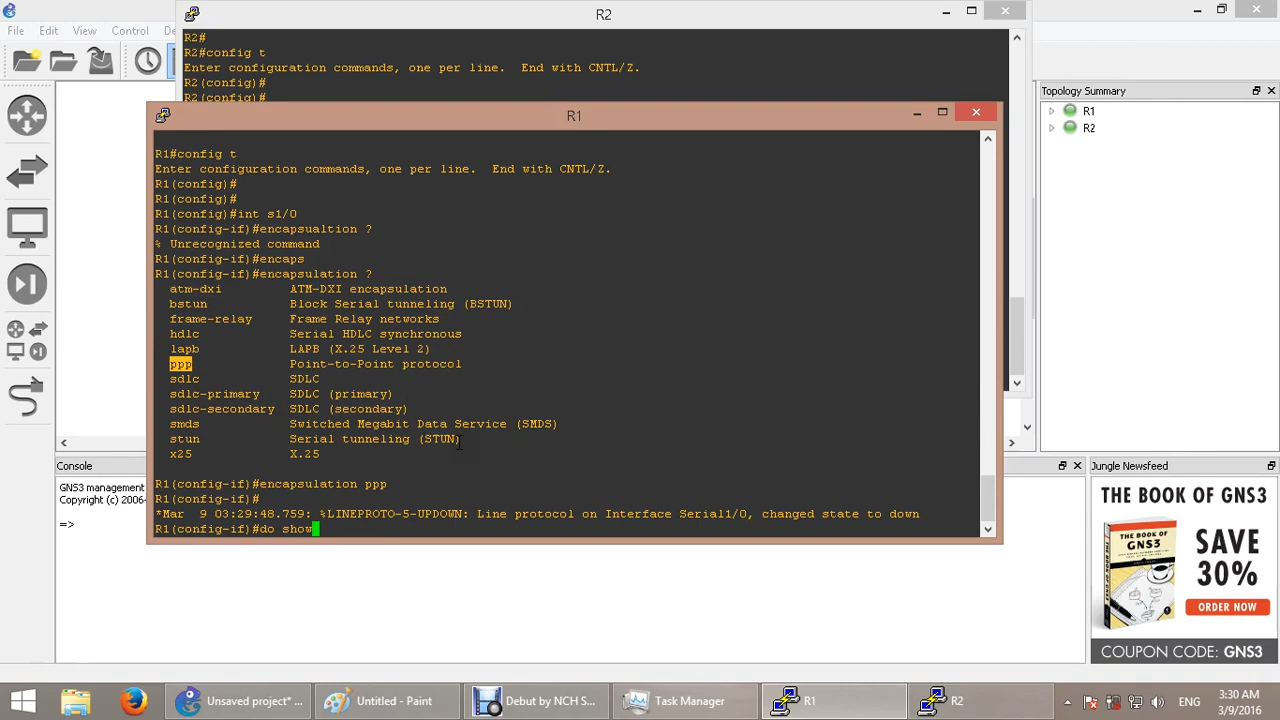 R2
File Edit View Control De
R2#
R2#config t
Enter configuration commands, one per line.  End with CNTL/Z.
R2(config)#
R2(config)#
R1
R1#config t
Enter configuration commands, one per line.  End with CNTL/Z.
R1(config)#
R1(config)#
R1(config)#int s1/0
R1(config-if)#encapsualtion ?
% Unrecognized command
R1(config-if)#encaps
R1(config-if)#encapsulation ?
atm-dxi ATM-DXI encapsulation
bstun Block Serial tunneling (BSTUN)
frame-relay Frame Relay networks
hdlc Serial HDLC synchronous
lapb LAPB (X.25 Level 2)
ppp Point-to-Point protocol
sdlc SDLC
sdlc-primary SDLC (primary)
sdlc-secondary SDLC (secondary)
smds Switched Megabit Data Service (SMDS)
stun Serial tunneling (STUN)
x25 X.25
R1(config-if)#encapsulation ppp
R1(config-if)#
*Mar  9 03:29:48.759: %LINEPROTO-5-UPDOWN: Line protocol on Interface Serial1/0, changed state to down
R1(config-if)#do show
Topology Summary
R1
R2
Console
GNS3 management
Copyright (c) 2006-
=>
Jungle Newsfeed
THE BOOK OF GNS3
THE BOOK OF GNS3
SAVE
30%
ORDER NOW
COUPON CODE: GNS3
Unsaved project*...
Untitled - Paint
Debut by NCH S...
Task Manager
R1
R2
ENG
3:30 AM
3/9/2016